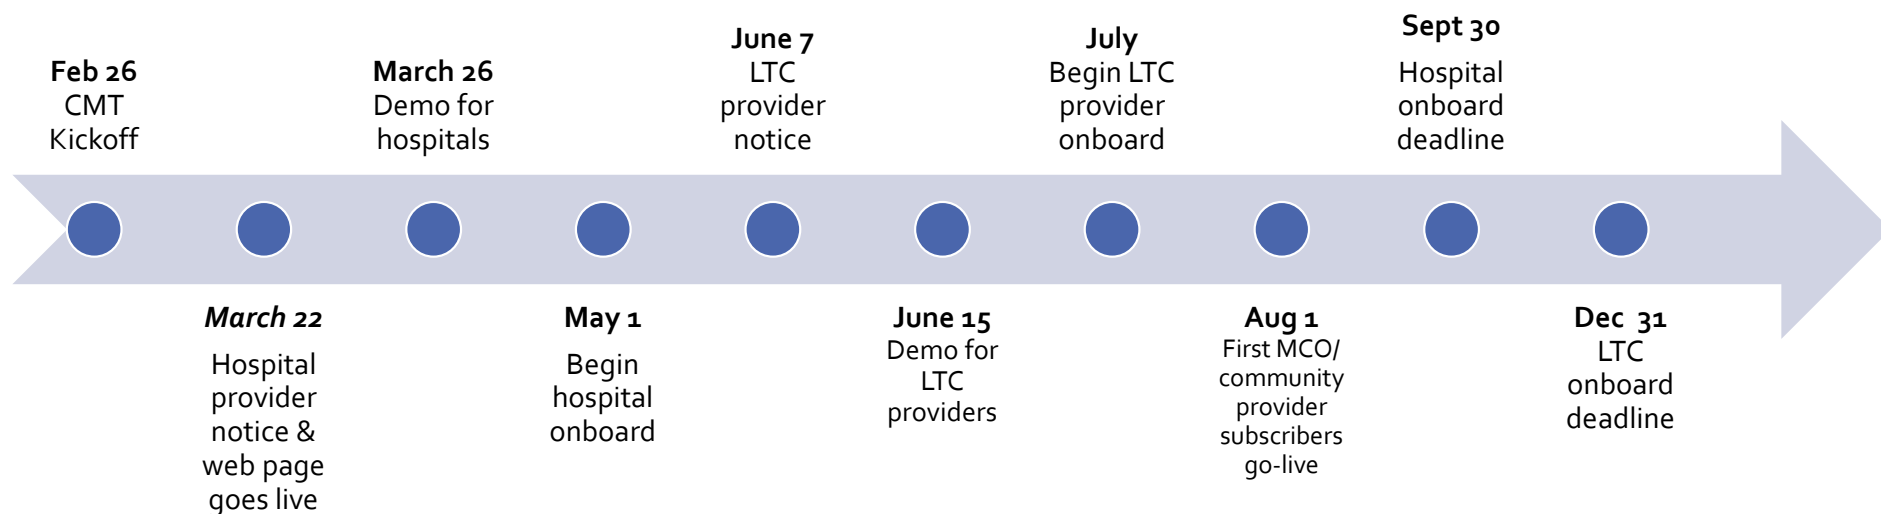 Feb 26
CMT
Kickoff
March 22
Hospital
provider
notice &
web page
goes live
March 26
Demo for
hospitals
May 1
Begin
hospital
onboard
June 7
LTC
provider
notice
June 15
Demo for
LTC
providers
July
Begin LTC
provider
onboard
Aug 1
First MCO/
community
provider
subscribers
go-live
Sept 30
Hospital
onboard
deadline
Dec 31
LTC
onboard
deadline